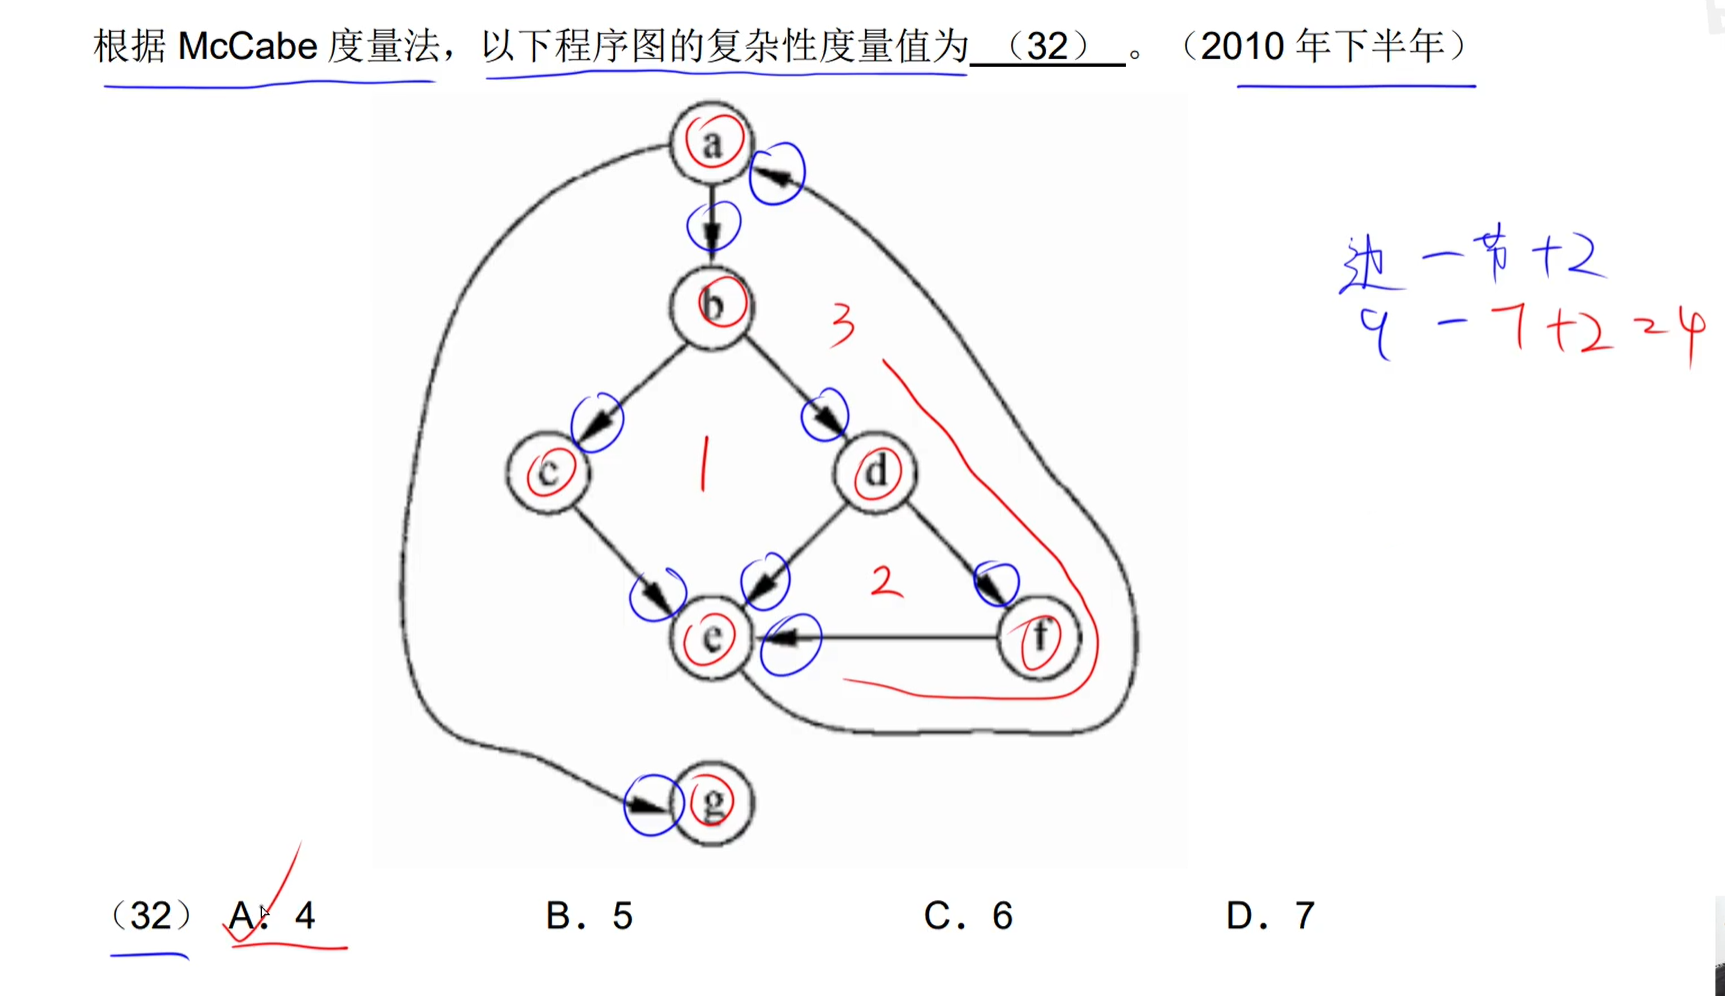 根据 McCabe 度量法，以下程序图的复杂性度量值为 （32） 。（2010 年下半年）
a
b
3
边 － 节 + 2
9 － 7 + 2 = 4
c
1
d
2
e
f
g
（32） A. 4 B. 5 C. 6 D. 7